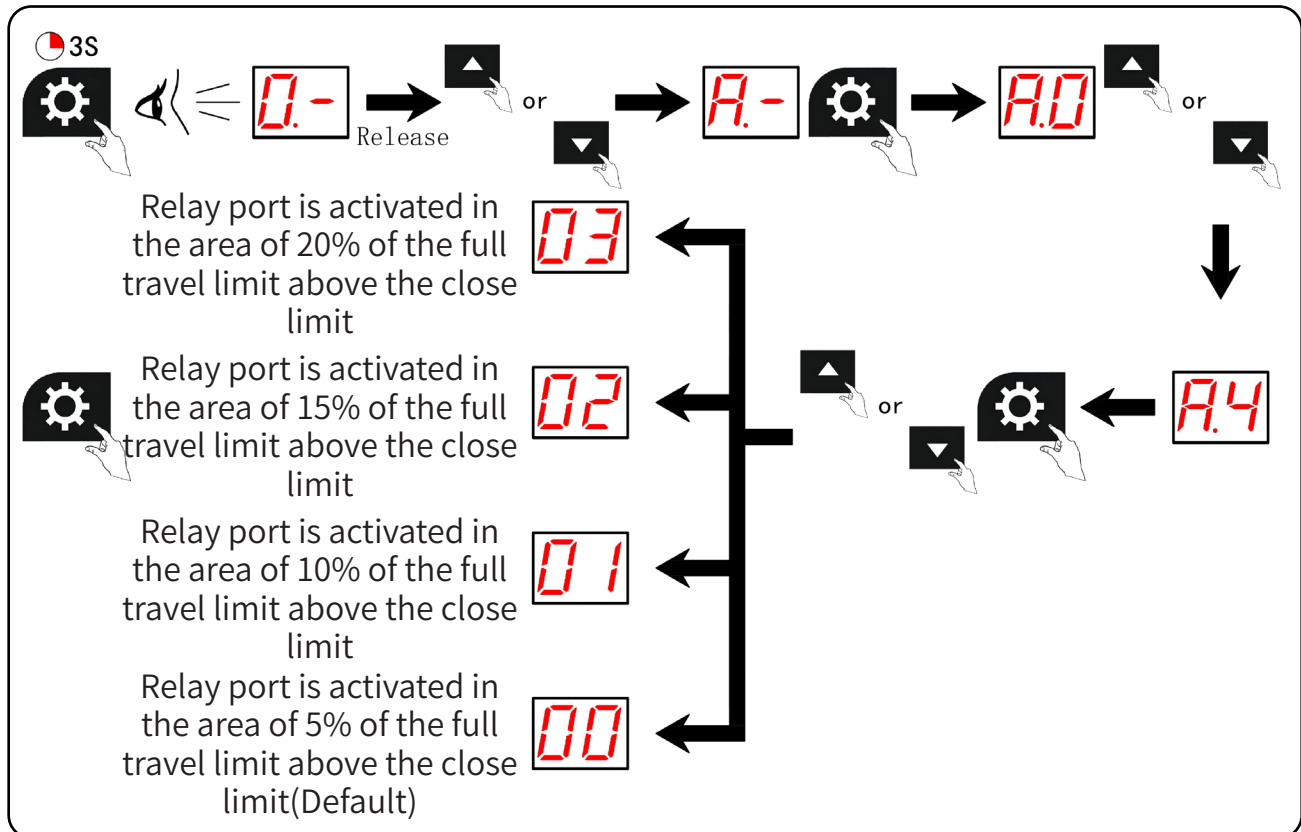 3S
0.-
Release
or
A.-
A.0
or
Relay port is activated in
the area of 20% of the full
travel limit above the close
limit
03
Relay port is activated in
the area of 15% of the full
travel limit above the close
limit
02
or
A.4
Relay port is activated in
the area of 10% of the full
travel limit above the close
limit
01
Relay port is activated in
the area of 5% of the full
travel limit above the close
limit(Default)
00